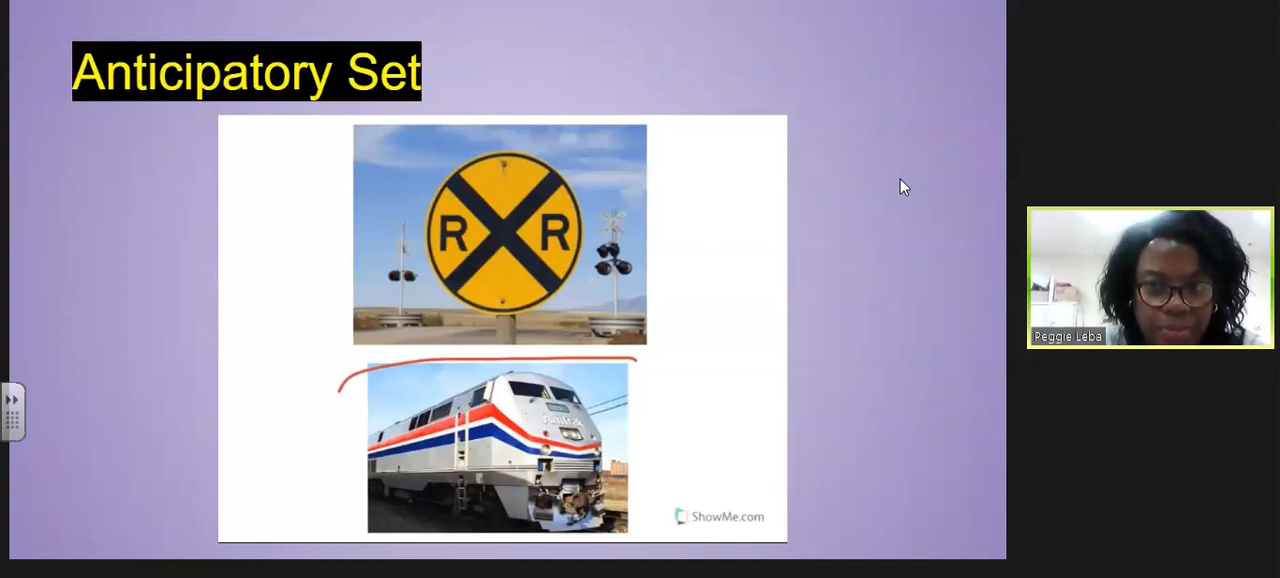 Anticipatory Set
R R
Amtrak
ShowMe.com
Peggie Leba